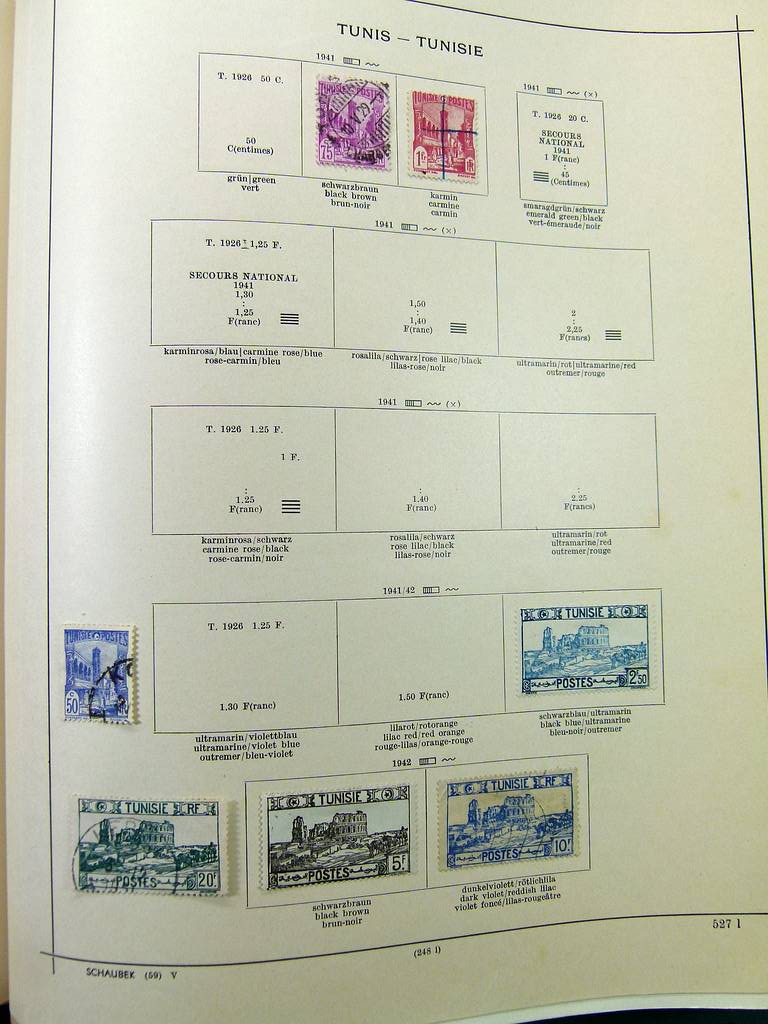 TUNIS — TUNISIE
1941
T. 1926 50 C.
50
C(entimes)
grün|green
vert
TUNISIE POSTES
75
schwarzbraun
black brown
brun-noir
TUNISIE POSTES
1Fr
karmin
carmine
carmin
1941 (×)
T. 1926 20 C.
SECOURS
NATIONAL
1941
1 F(ranc)
:
45
(Centimes)
smaragdgrün/schwarz
emerald green/black
vert-émeraude/noir
1941 (×)
T. 1926 1,25 F.
SECOURS NATIONAL
1941
1,30
:
1,25
F(ranc)
karminrosa/blau|carmine rose/blue
rose-carmin/bleu
1,50
:
1,40
F(ranc)
rosalila/schwarz|rose lilac/black
lilas-rose/noir
2
:
2,25
F(rancs)
ultramarin/rot|ultramarine/red
outremer/rouge
1941 (×)
T. 1926 1.25 F.
1 F.
:
1.25
F(ranc)
karminrosa/schwarz
carmine rose/black
rose-carmin/noir
:
1.40
F(ranc)
rosalila/schwarz
rose lilac/black
lilas-rose/noir
:
2.25
F(rancs)
ultramarin/rot
ultramarine/red
outremer/rouge
1941/42
TUNISIE POSTES
50
T. 1926 1.25 F.
1.30 F(ranc)
ultramarin/violettblau
ultramarine/violet blue
outremer/bleu-violet
1.50 F(ranc)
lilarot/rotorange
lilac red/red orange
rouge-lilas/orange-rouge
TUNISIE
POSTES 2F50
schwarzblau/ultramarin
black blue/ultramarine
bleu-noir/outremer
1942
TUNISIE RF
POSTES 20F
TUNISIE
POSTES 5F
schwarzbraun
black brown
brun-noir
TUNISIE RF
POSTES 10F
dunkelviolett/rötlichlila
dark violet/reddish lilac
violet foncé/lilas-rougeâtre
527 l
(248 l)
SCHAUBEK (59) V